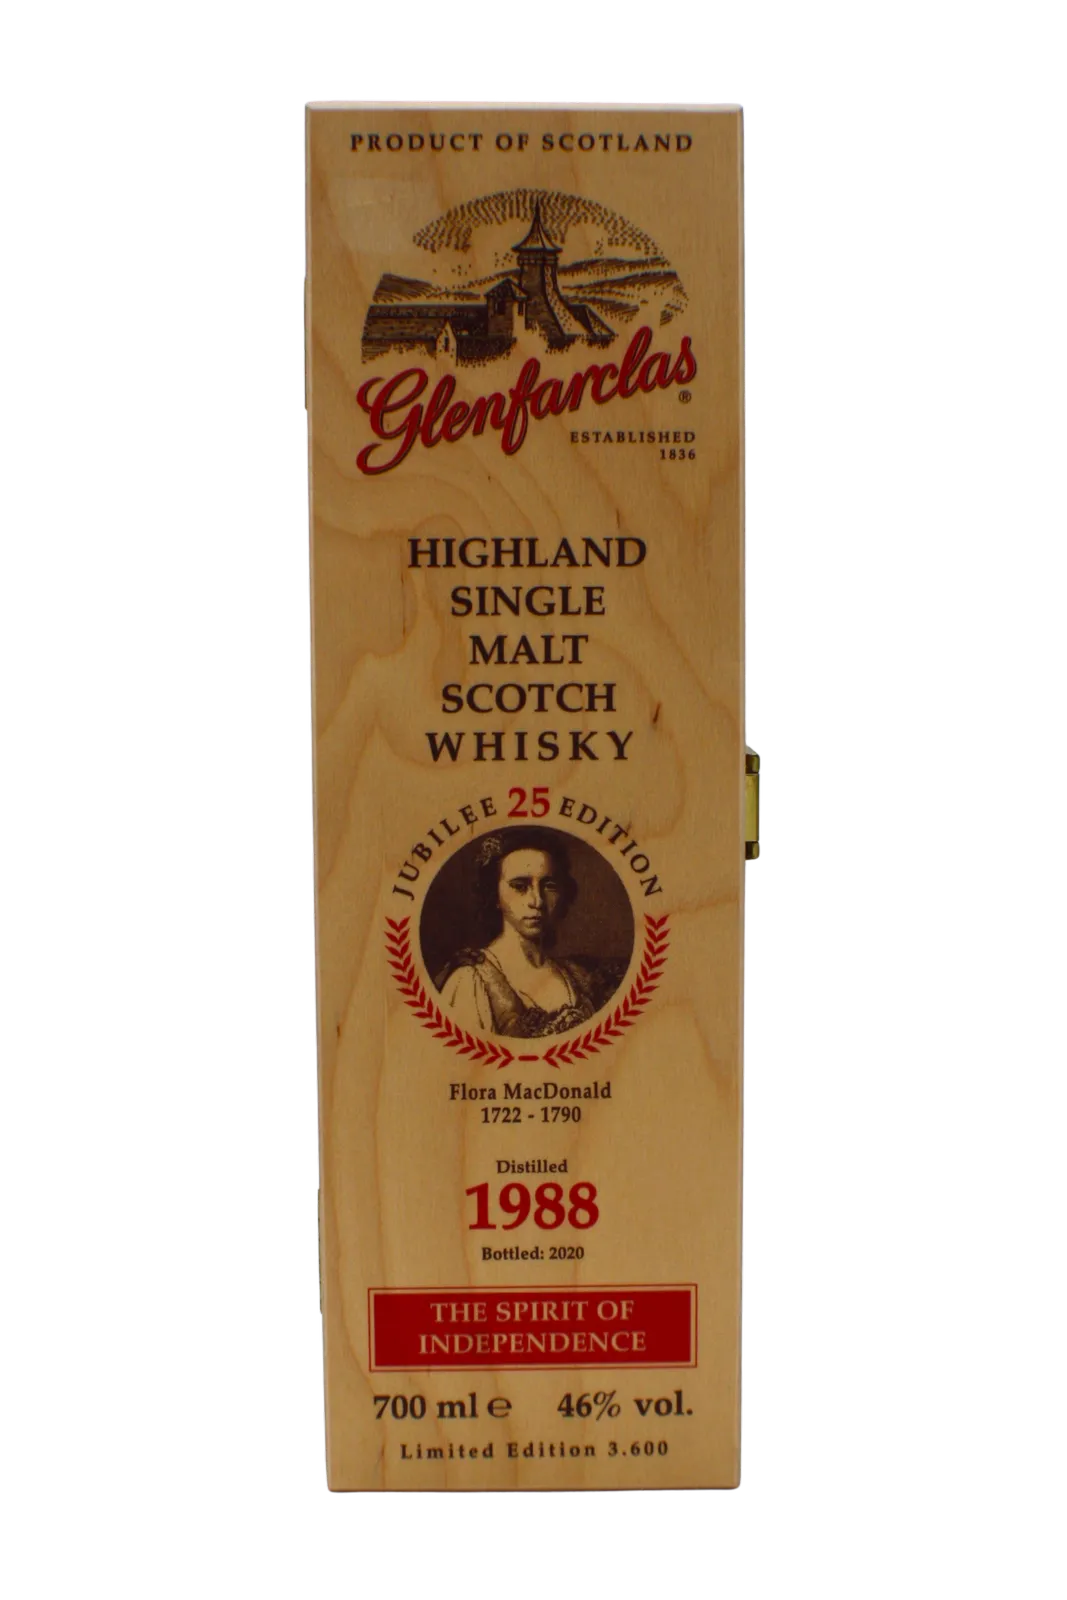 PRODUCT OF SCOTLAND
Glenfarclas
®
ESTABLISHED
1836
HIGHLAND
SINGLE
MALT
SCOTCH
WHISKY
JUBILEE 25 EDITION
Flora MacDonald
1722 - 1790
Distilled
1988
Bottled: 2020
THE SPIRIT OF
INDEPENDENCE
700 ml ℮ 46% vol.
Limited Edition 3.600